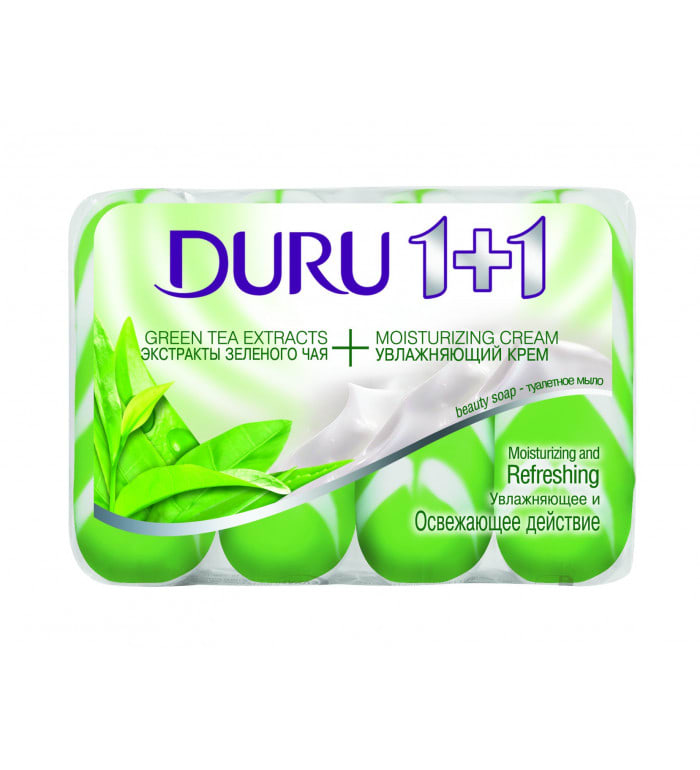 DURU 1+1
GREEN TEA EXTRACTS + MOISTURIZING CREAM
ЭКСТРАКТЫ ЗЕЛЕНОГО ЧАЯ УВЛАЖНЯЮЩИЙ КРЕМ
beauty soap - туалетное мыло
Moisturizing and
Refreshing
Увлажняющее и
Освежающее действие